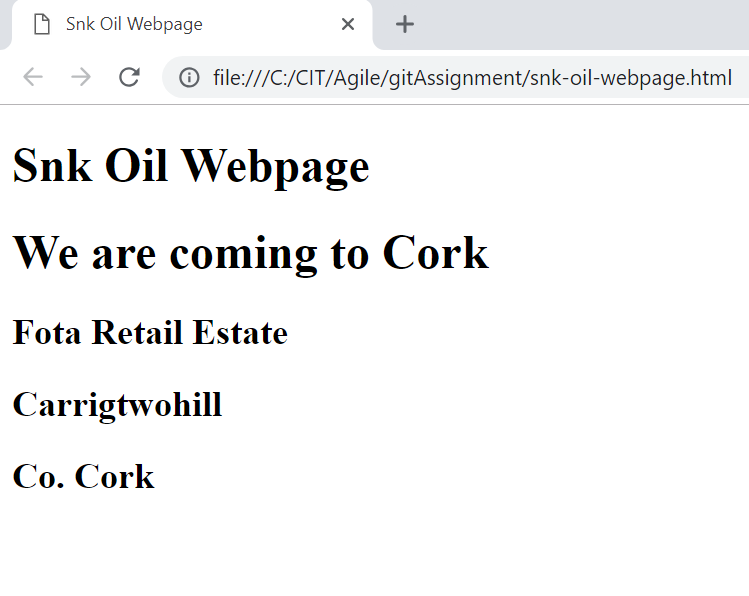 Snk Oil Webpage
file:///C:/CIT/Agile/gitAssignment/snk-oil-webpage.html
Snk Oil Webpage
We are coming to Cork
Fota Retail Estate
Carrigtwohill
Co. Cork